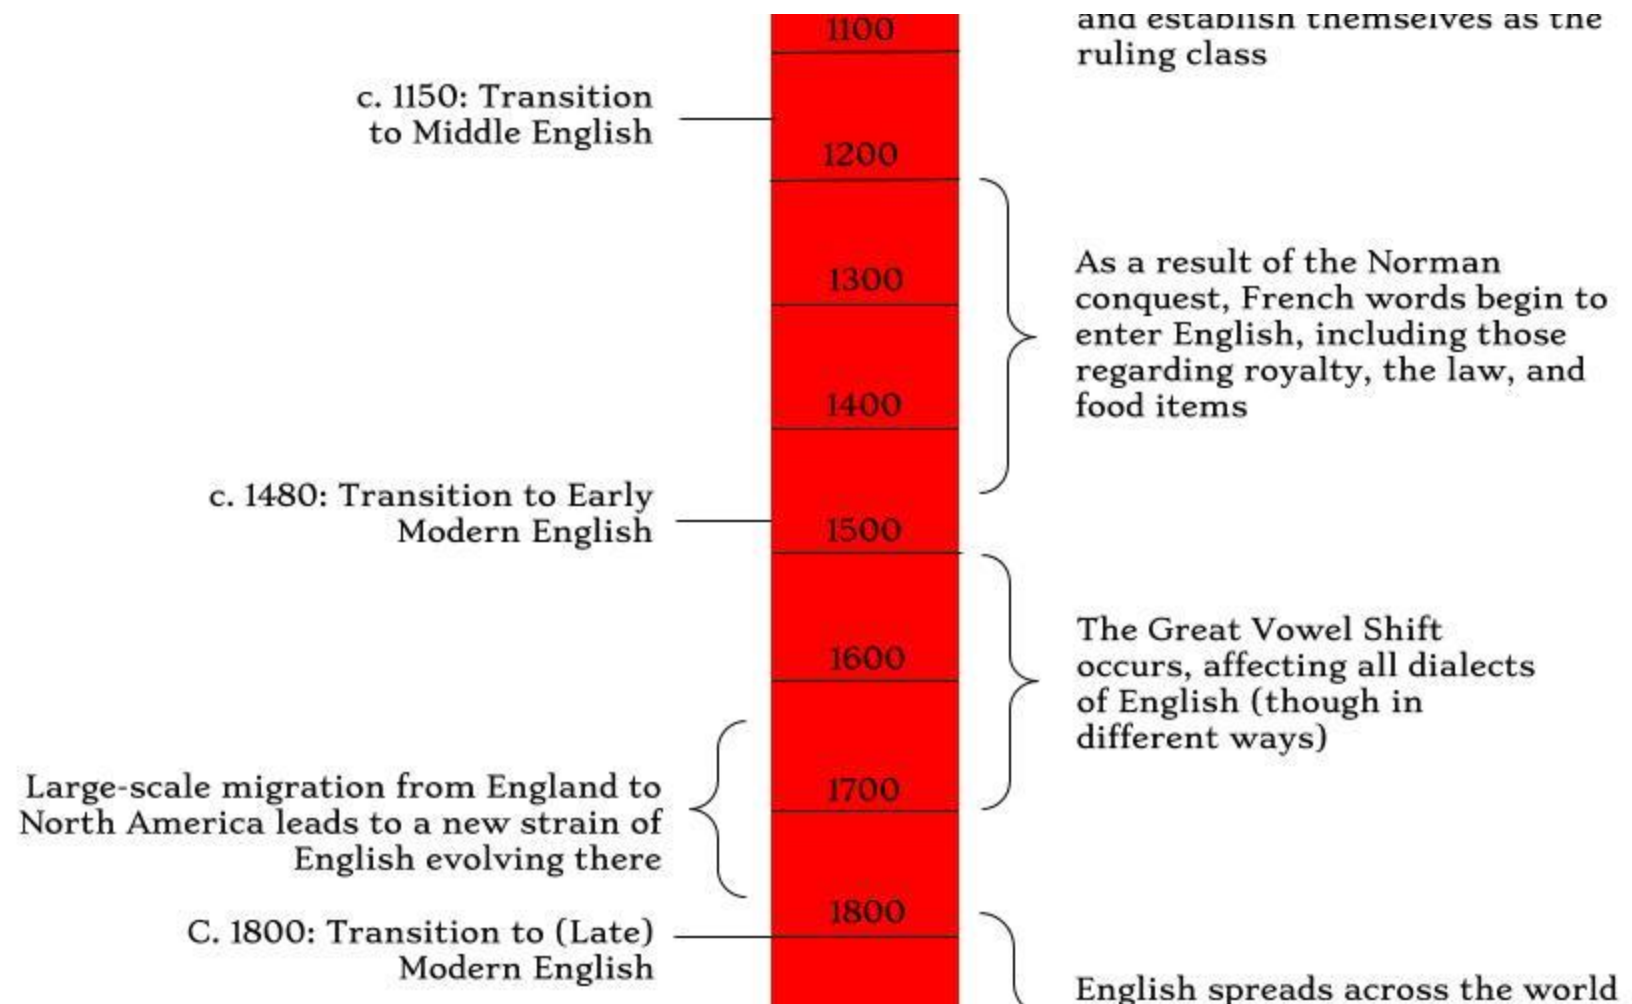 1100
and establish themselves as the
ruling class
c. 1150: Transition
to Middle English
1200
1300
As a result of the Norman
conquest, French words begin to
enter English, including those
regarding royalty, the law, and
food items
1400
c. 1480: Transition to Early
Modern English
1500
1600
The Great Vowel Shift
occurs, affecting all dialects
of English (though in
different ways)
1700
Large-scale migration from England to
North America leads to a new strain of
English evolving there
1800
C. 1800: Transition to (Late)
Modern English
English spreads across the world